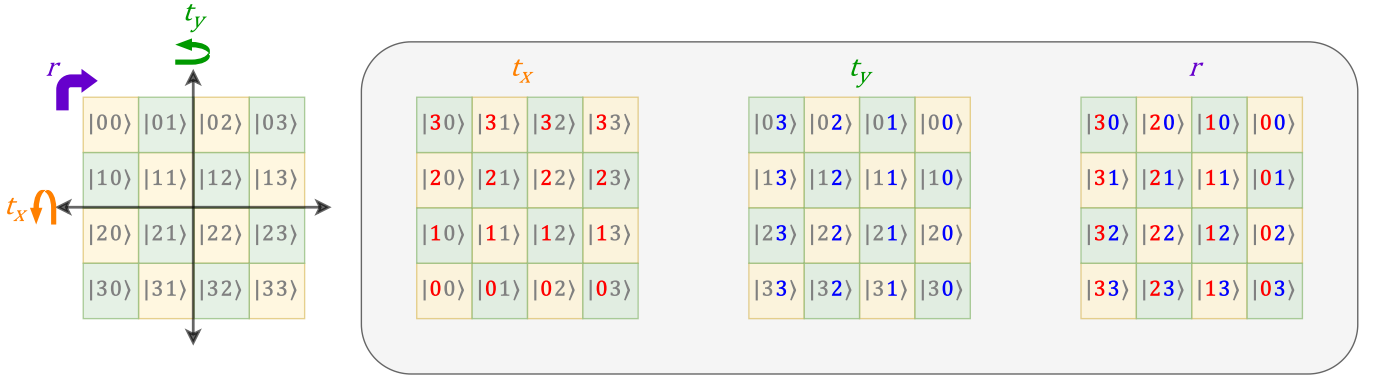 t_y
r t_x t_y r
|00⟩ |01⟩ |02⟩ |03⟩ |30⟩ |31⟩ |32⟩ |33⟩ |03⟩ |02⟩ |01⟩ |00⟩ |30⟩ |20⟩ |10⟩ |00⟩
|10⟩ |11⟩ |12⟩ |13⟩ |20⟩ |21⟩ |22⟩ |23⟩ |13⟩ |12⟩ |11⟩ |10⟩ |31⟩ |21⟩ |11⟩ |01⟩
t_x
|20⟩ |21⟩ |22⟩ |23⟩ |10⟩ |11⟩ |12⟩ |13⟩ |23⟩ |22⟩ |21⟩ |20⟩ |32⟩ |22⟩ |12⟩ |02⟩
|30⟩ |31⟩ |32⟩ |33⟩ |00⟩ |01⟩ |02⟩ |03⟩ |33⟩ |32⟩ |31⟩ |30⟩ |33⟩ |23⟩ |13⟩ |03⟩